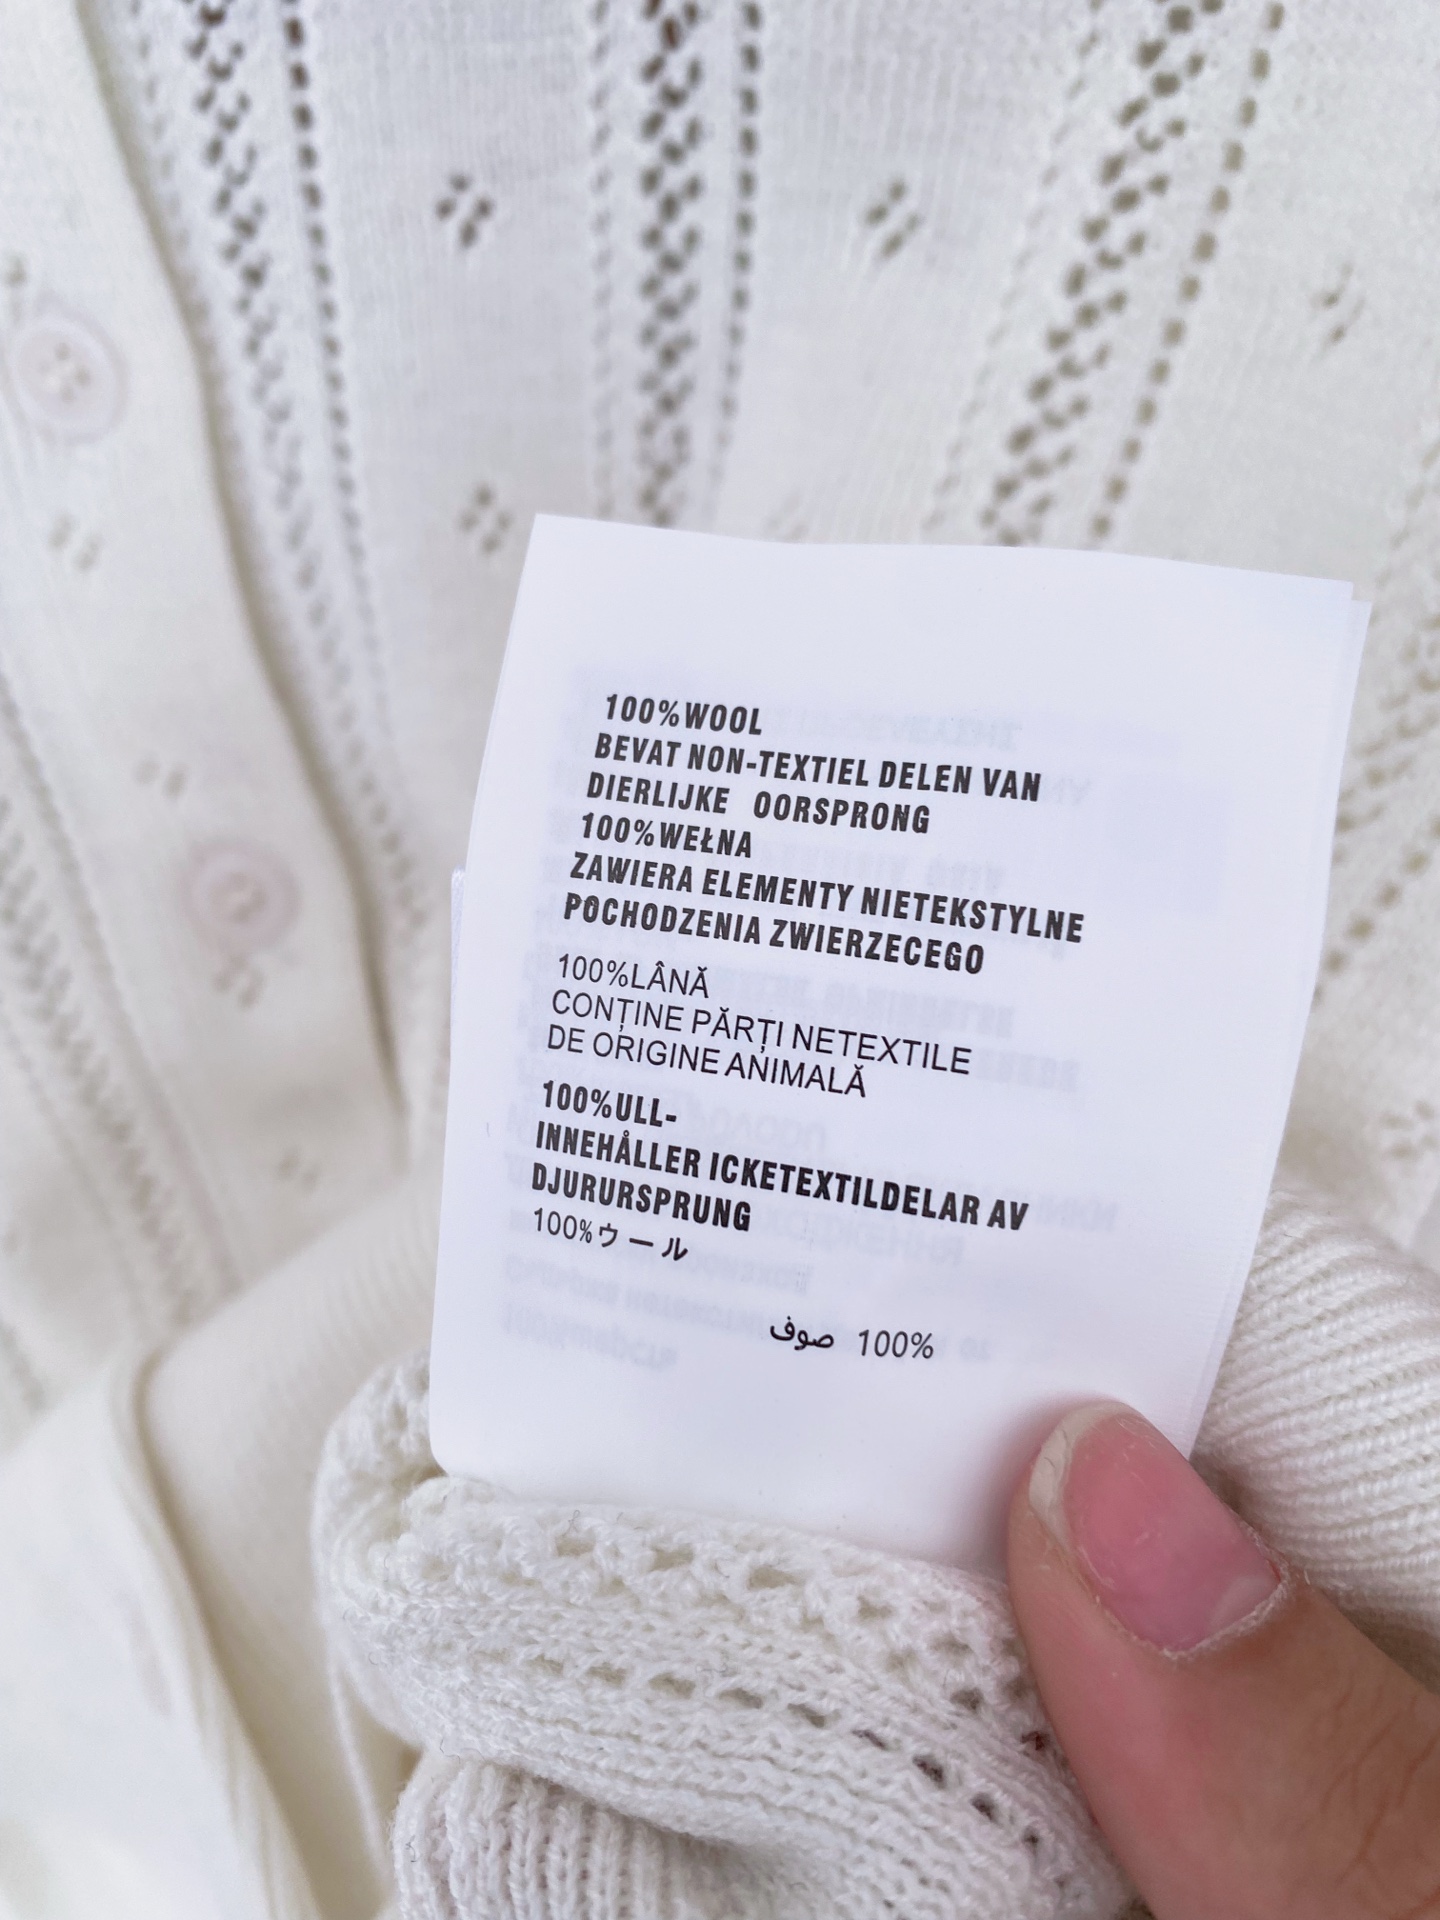 100%WOOL
BEVAT NON-TEXTIEL DELEN VAN
DIERLIJKE OORSPRONG
100%WEŁNA
ZAWIERA ELEMENTY NIETEKSTYLNE
POCHODZENIA ZWIERZECEGO
100%LÂNĂ
CONȚINE PĂRȚI NETEXTILE
DE ORIGINE ANIMALĂ
100%ULL-
INNEHÅLLER ICKETEXTILDELAR AV
DJURURSPRUNG
100%ウール
100% صوف